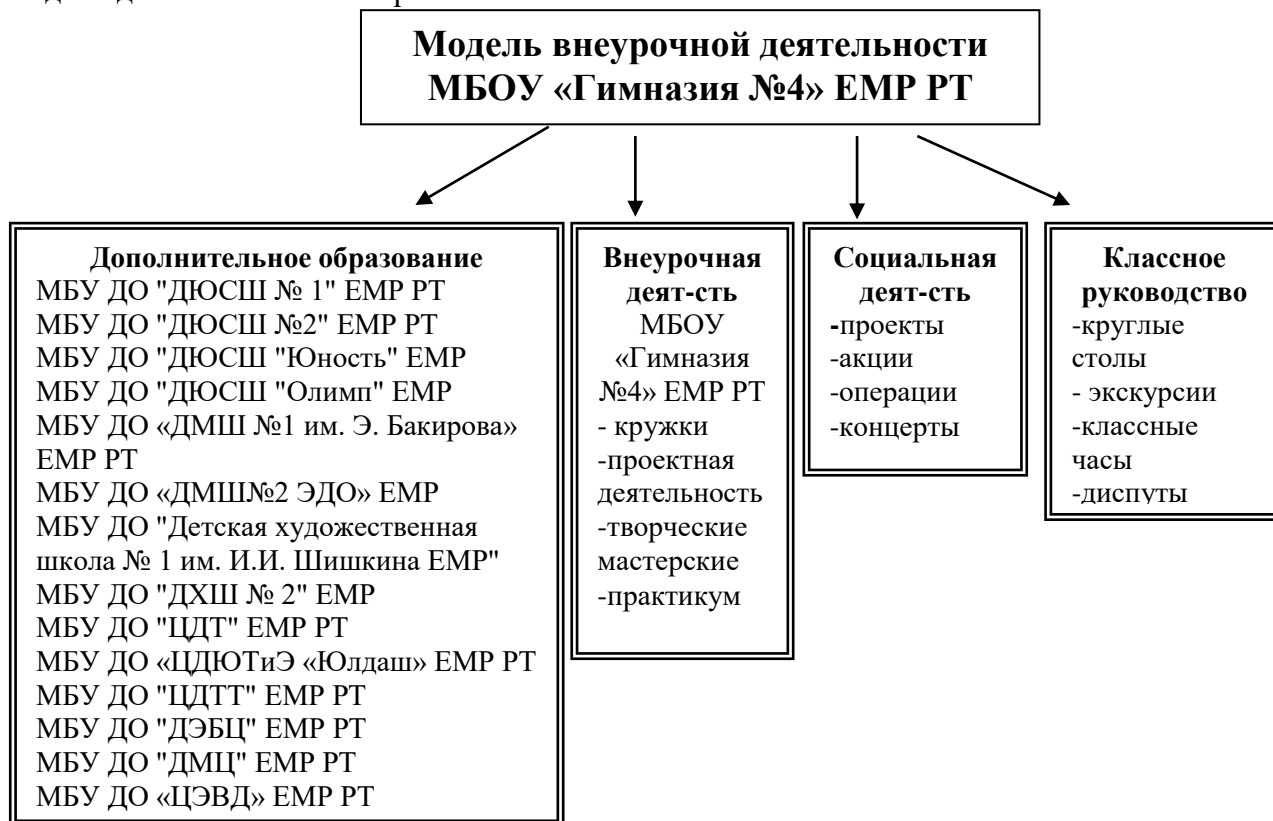 Модель внеурочной деятельности
МБОУ «Гимназия №4» ЕМР РТ
Дополнительное образование
МБУ ДО "ДЮСШ № 1" ЕМР РТ
МБУ ДО "ДЮСШ №2" ЕМР РТ
МБУ ДО "ДЮСШ "Юность" ЕМР
МБУ ДО "ДЮСШ "Олимп" ЕМР
МБУ ДО «ДМШ №1 им. Э. Бакирова»
ЕМР РТ
МБУ ДО «ДМШ№2 ЭДО» ЕМР
МБУ ДО "Детская художественная
школа № 1 им. И.И. Шишкина ЕМР"
МБУ ДО "ДХШ № 2" ЕМР
МБУ ДО "ЦДТ" ЕМР РТ
МБУ ДО «ЦДЮТиЭ «Юлдаш» ЕМР РТ
МБУ ДО "ЦДТТ" ЕМР РТ
МБУ ДО "ДЭБЦ" ЕМР РТ
МБУ ДО "ДМЦ" ЕМР РТ
МБУ ДО «ЦЭВД» ЕМР РТ
Внеурочная
деят-сть
МБОУ
«Гимназия
№4» ЕМР РТ
- кружки
-проектная
деятельность
-творческие
мастерские
-практикум
Социальная
деят-сть
-проекты
-акции
-операции
-концерты
Классное
руководство
-круглые
столы
- экскурсии
-классные
часы
-диспуты